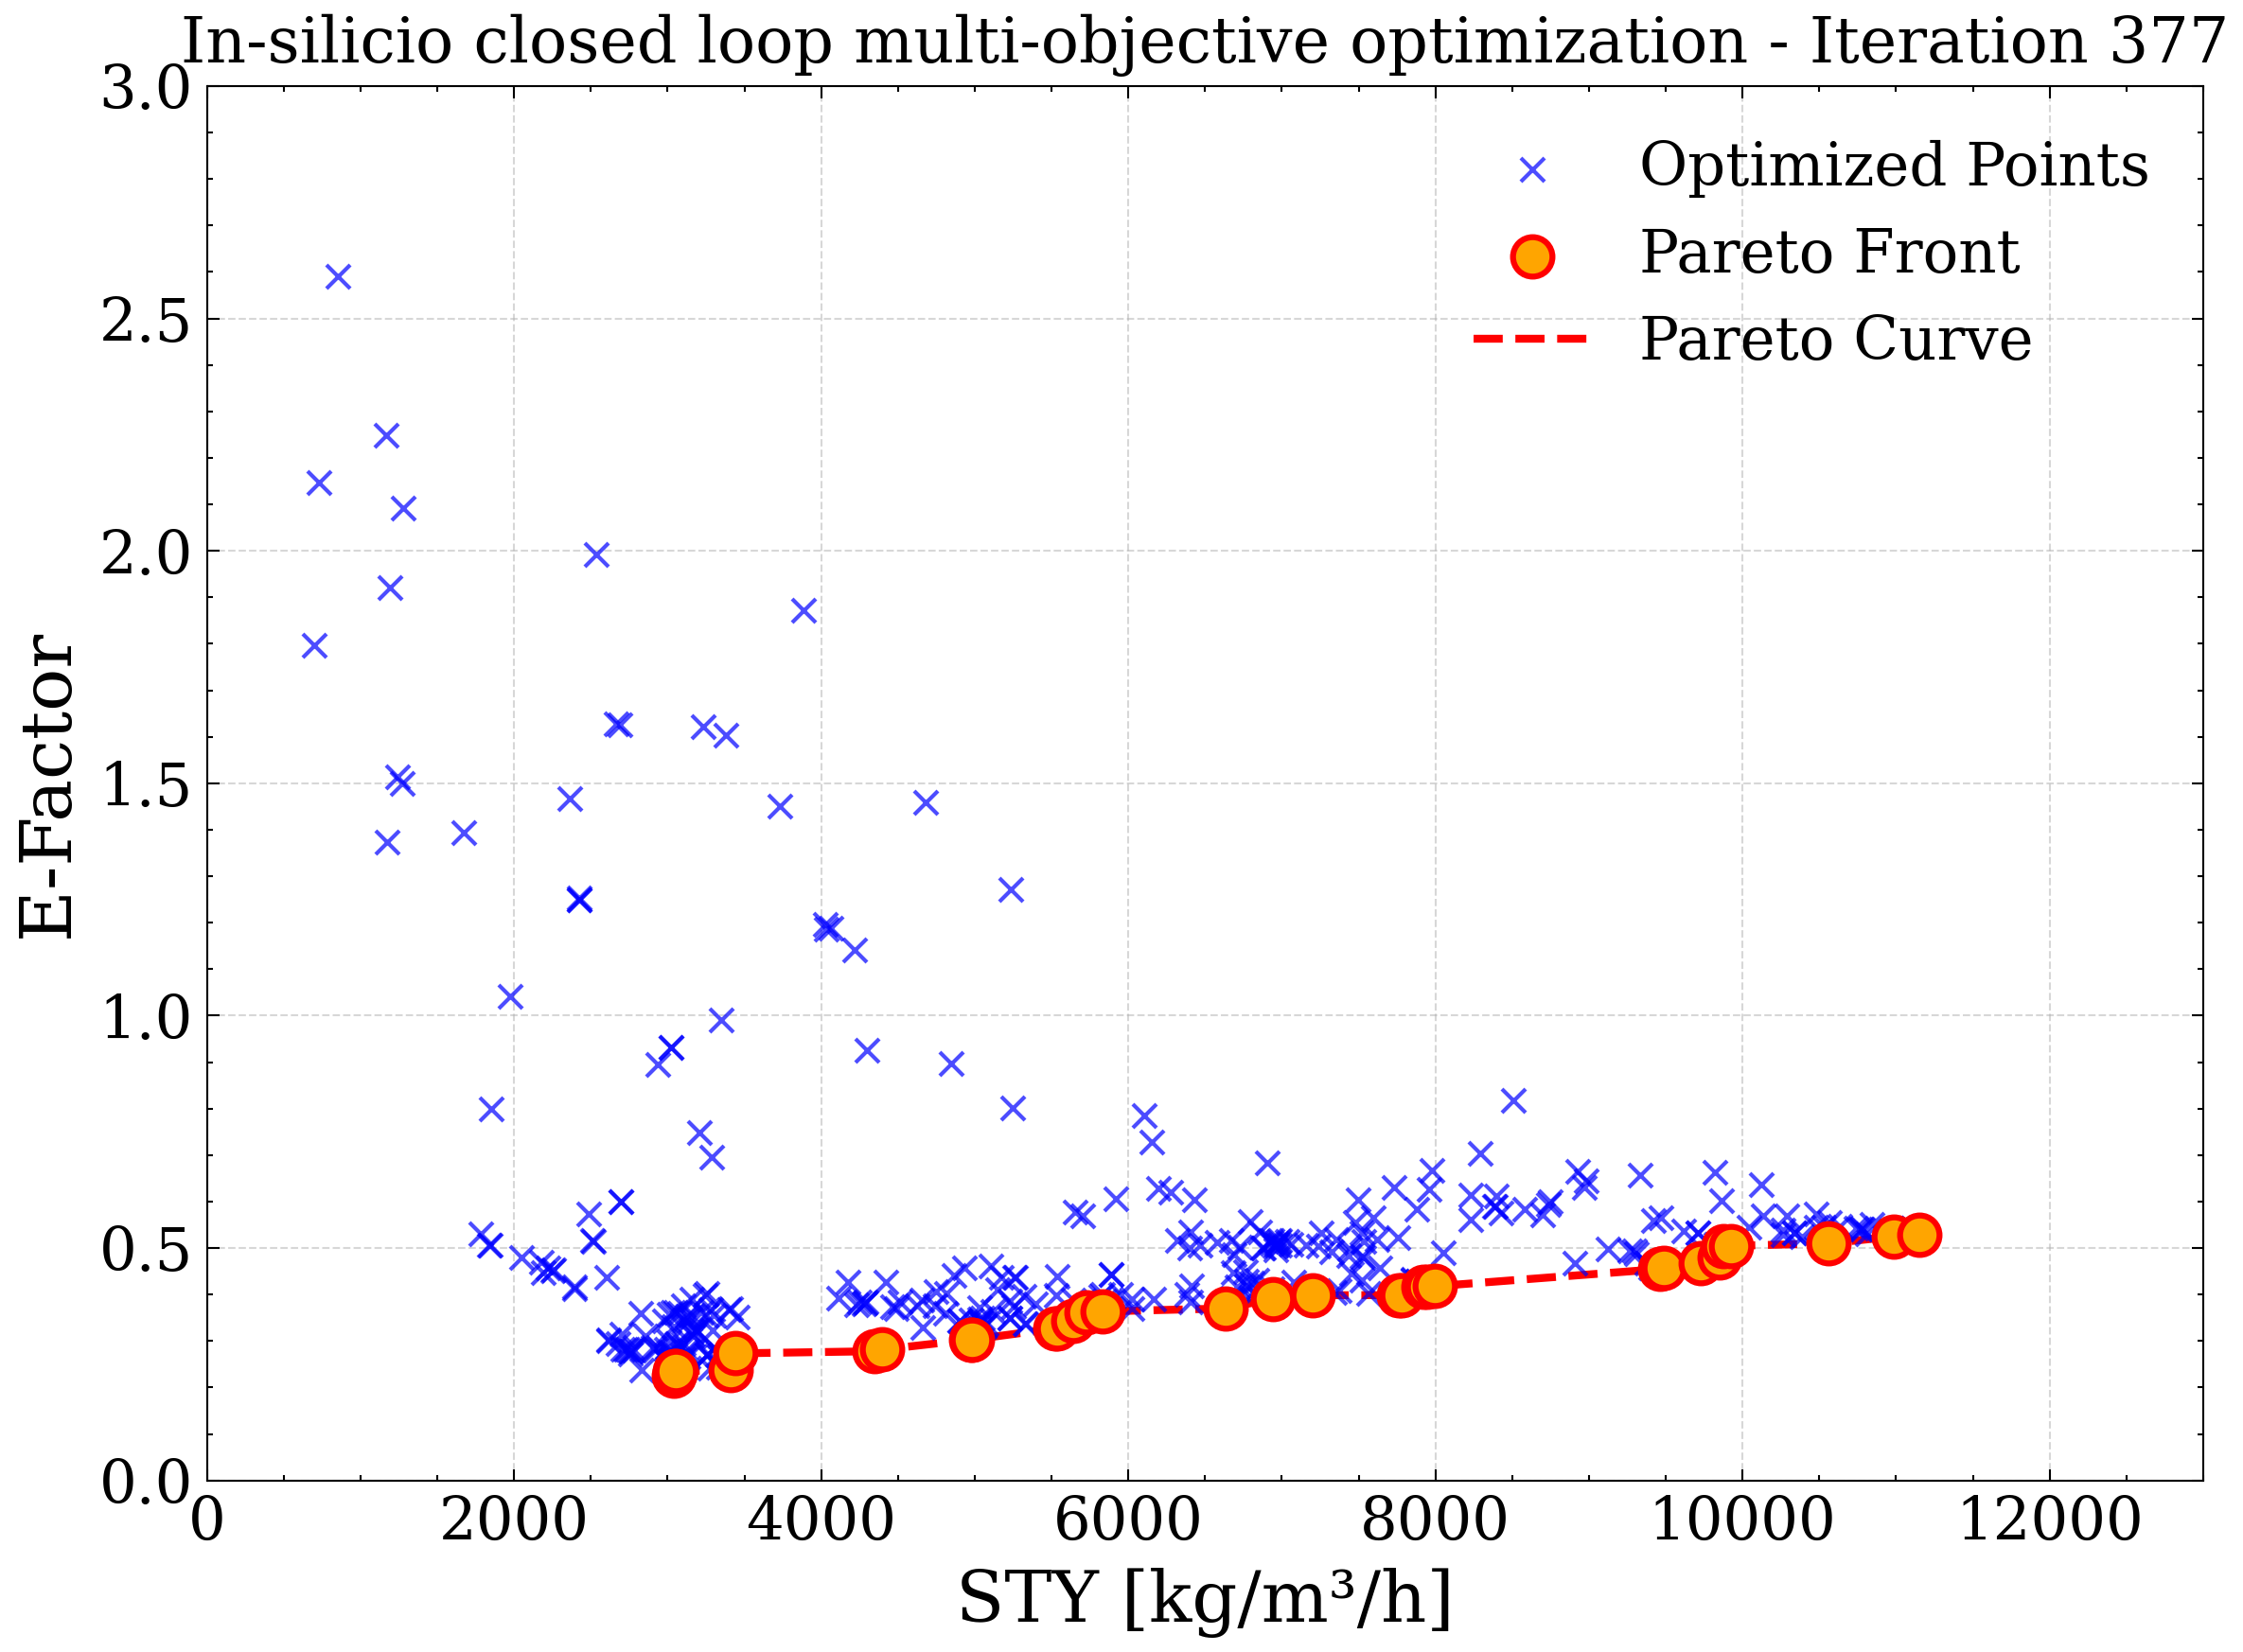 In-silicio closed loop multi-objective optimization - Iteration 377
3.0
2.5
2.0
1.5
1.0
0.5
0.0
E-Factor
Optimized Points
Pareto Front
Pareto Curve
0 2000 4000 6000 8000 10000 12000
STY [kg/m³/h]